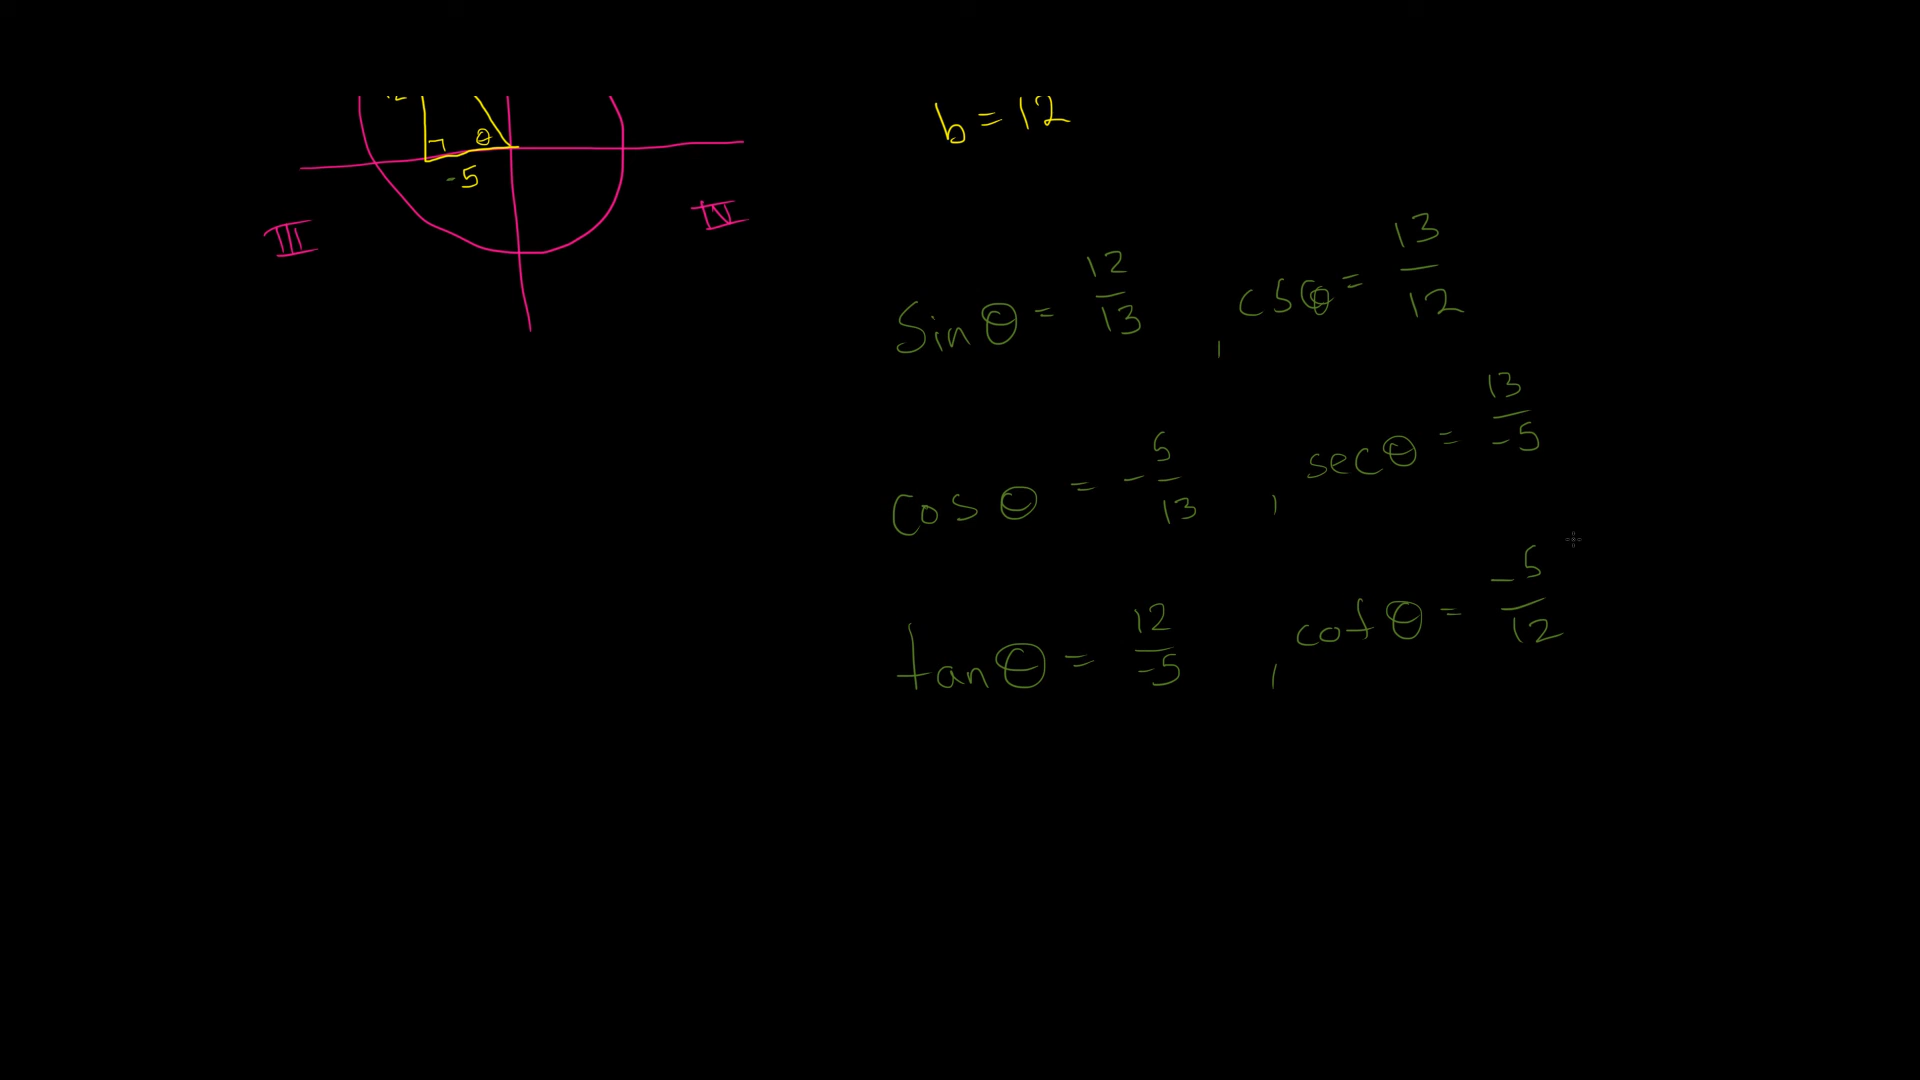 b = 12
θ
-5
III
IV
sin θ = 12/13 , csθ = 13/12
cos θ = -5/13 , sec θ = 13/-5
tan θ = 12/-5 , cot θ = -5/12